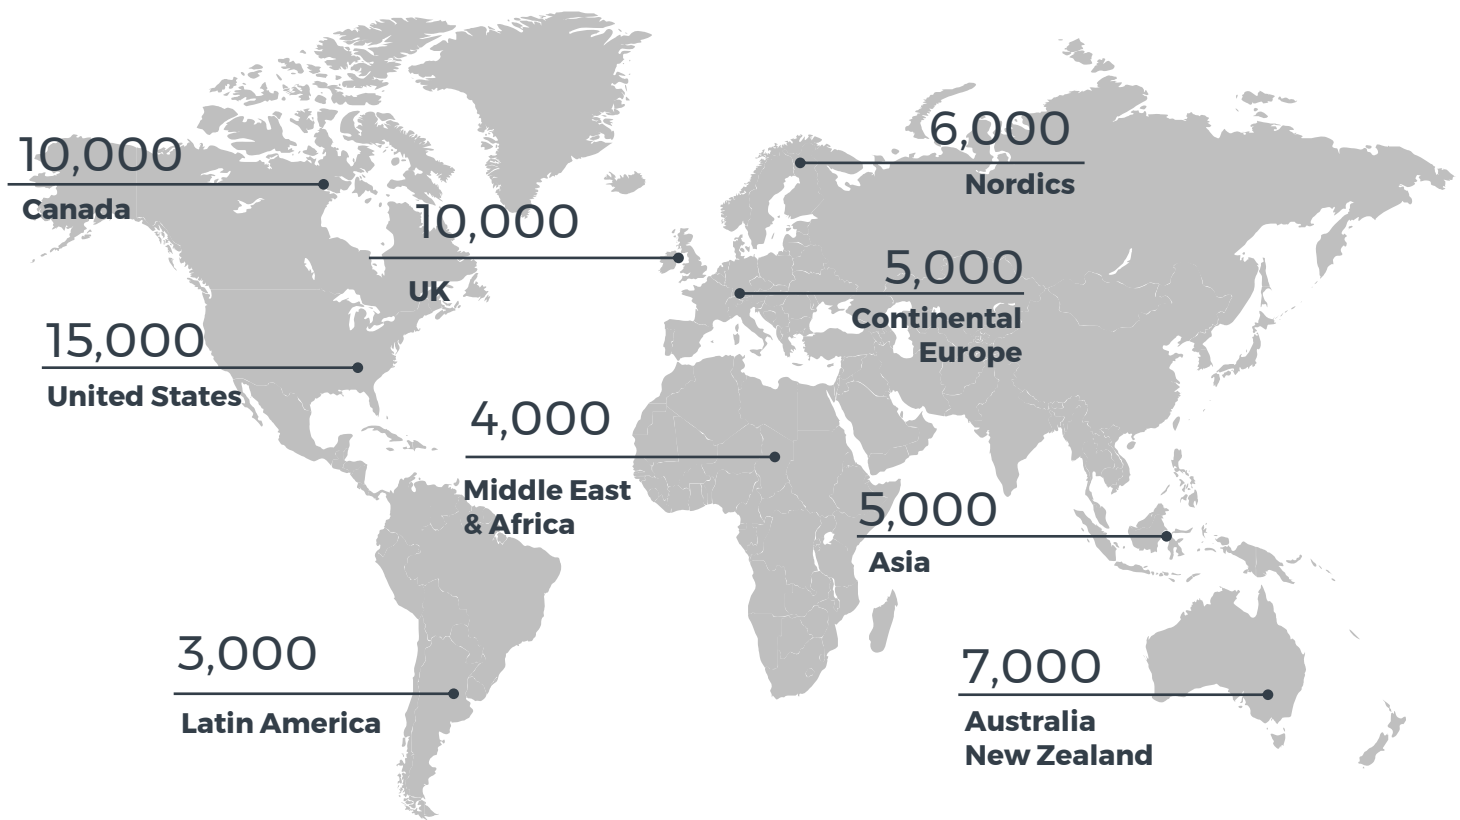 6,000
Nordics
10,000
Canada
10,000
UK
5,000
Continental
Europe
15,000
United States
4,000
Middle East
& Africa
5,000
Asia
3,000
Latin America
7,000
Australia
New Zealand